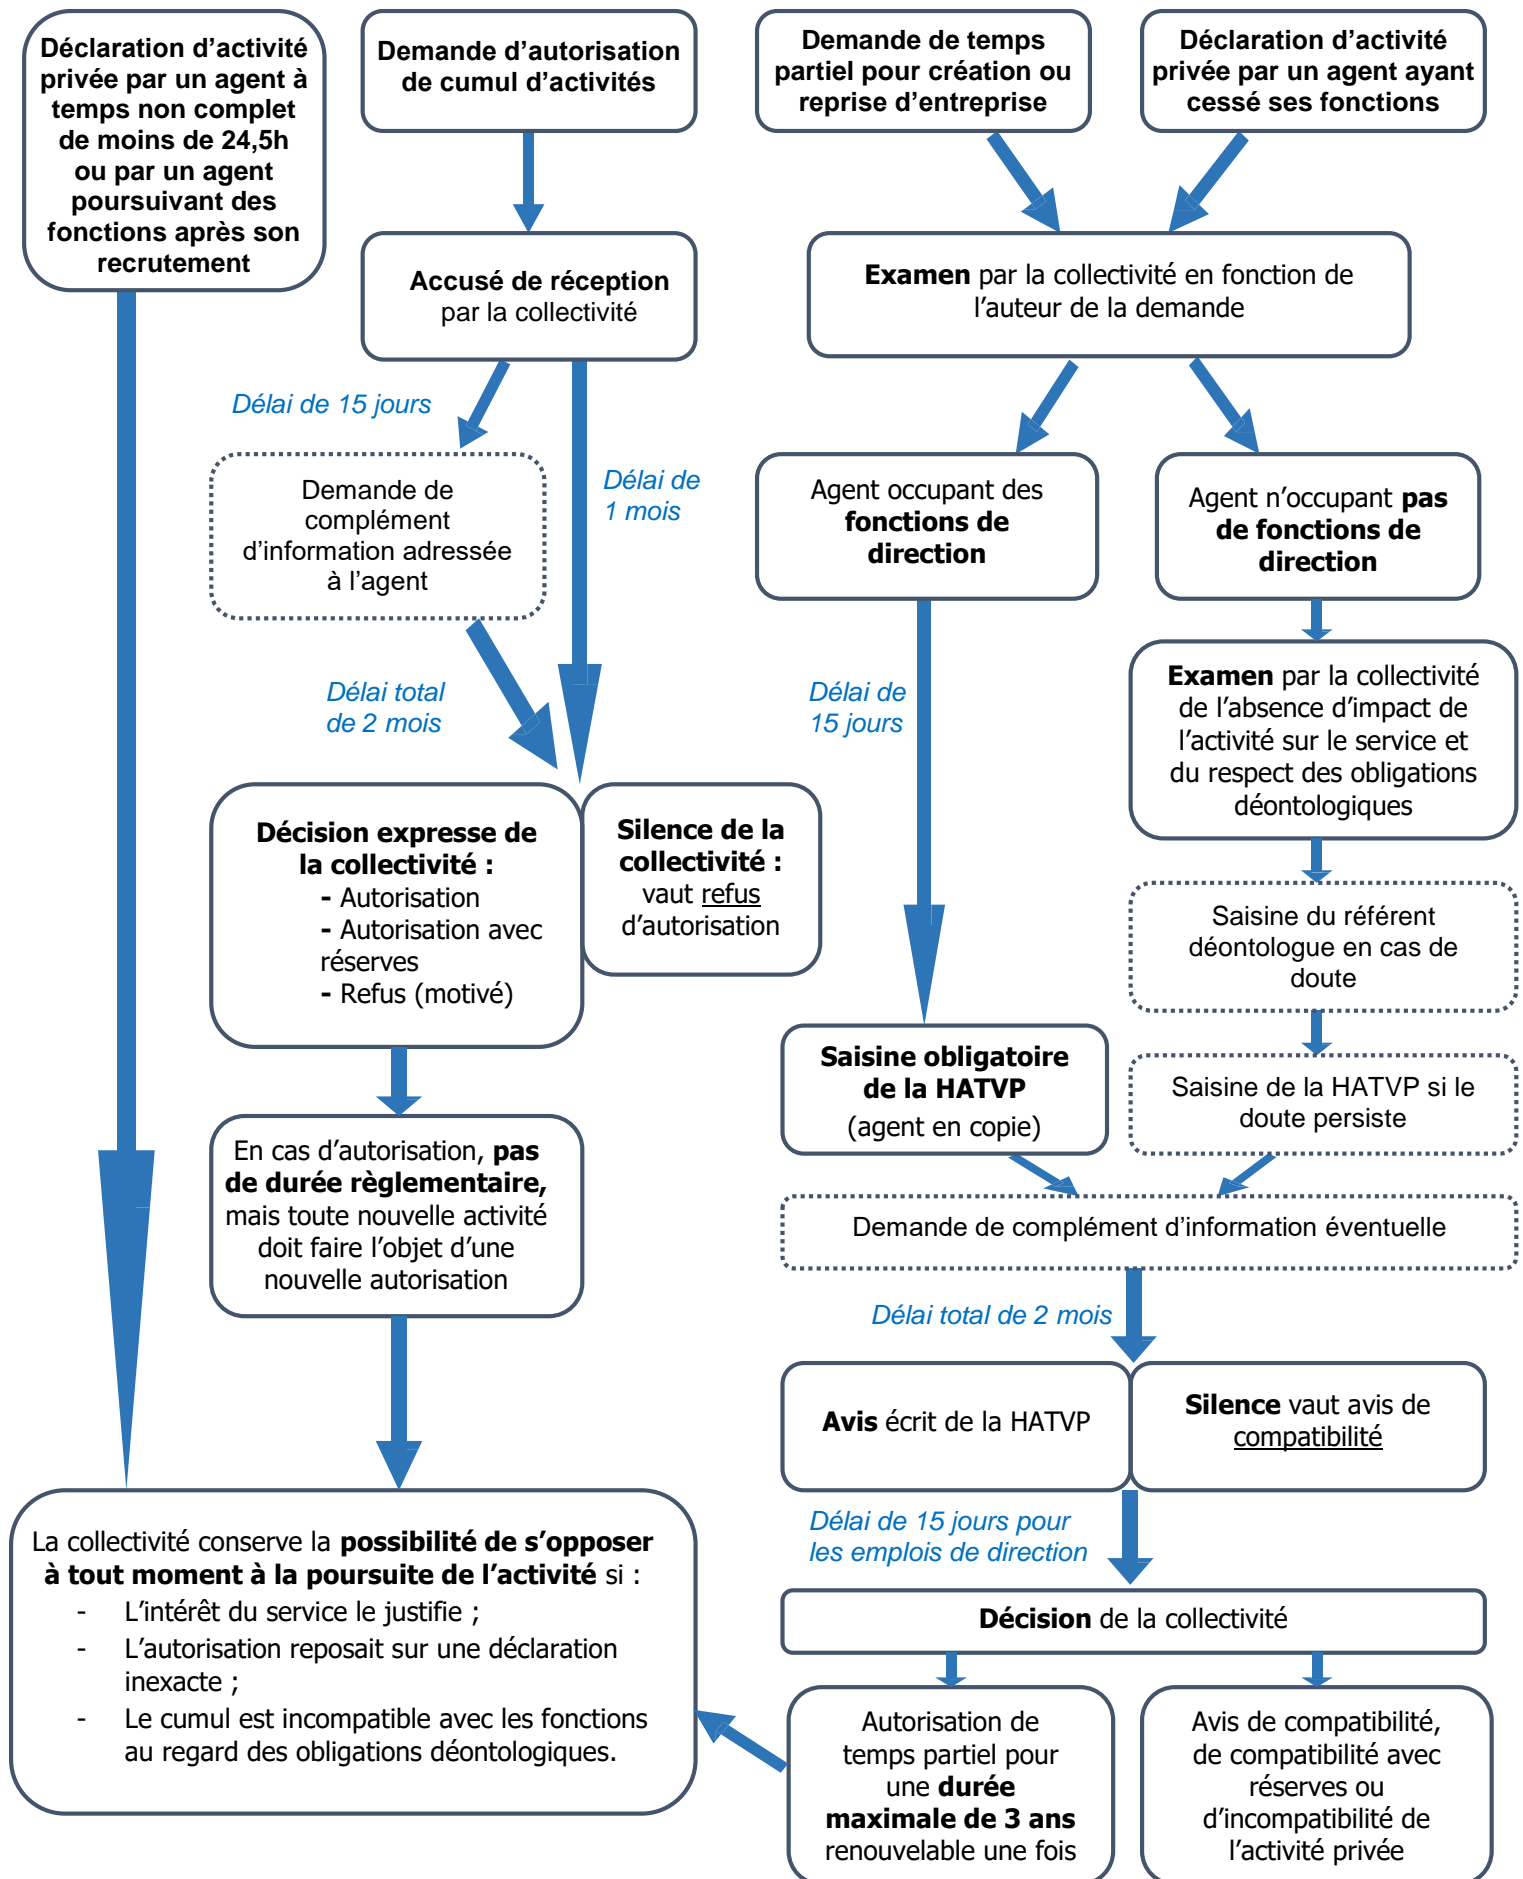 Déclaration d’activité
privée par un agent à
temps non complet
de moins de 24,5h
ou par un agent
poursuivant des
fonctions après son
recrutement
Demande d’autorisation
de cumul d’activités
Demande de temps
partiel pour création ou
reprise d’entreprise
Déclaration d’activité
privée par un agent ayant
cessé ses fonctions
Accusé de réception
par la collectivité
Examen par la collectivité en fonction de
l’auteur de la demande
Délai de 15 jours
Délai de
1 mois
Demande de
complément
d’information adressée
à l’agent
Agent occupant des
fonctions de
direction
Agent n’occupant pas
de fonctions de
direction
Délai total
de 2 mois
Délai de
15 jours
Examen par la collectivité
de l’absence d’impact de
l’activité sur le service et
du respect des obligations
déontologiques
Décision expresse de
la collectivité :
- Autorisation
- Autorisation avec
réserves
- Refus (motivé)
Silence de la
collectivité :
vaut refus
d’autorisation
Saisine du référent
déontologue en cas de
doute
Saisine obligatoire
de la HATVP
(agent en copie)
Saisine de la HATVP si le
doute persiste
En cas d’autorisation, pas
de durée règlementaire,
mais toute nouvelle activité
doit faire l’objet d’une
nouvelle autorisation
Demande de complément d’information éventuelle
Délai total de 2 mois
Avis écrit de la HATVP
Silence vaut avis de
compatibilité
Délai de 15 jours pour
les emplois de direction
La collectivité conserve la possibilité de s’opposer
à tout moment à la poursuite de l’activité si :
- L’intérêt du service le justifie ;
- L’autorisation reposait sur une déclaration
inexacte ;
- Le cumul est incompatible avec les fonctions
au regard des obligations déontologiques.
Décision de la collectivité
Autorisation de
temps partiel pour
une durée
maximale de 3 ans
renouvelable une fois
Avis de compatibilité,
de compatibilité avec
réserves ou
d’incompatibilité de
l’activité privée